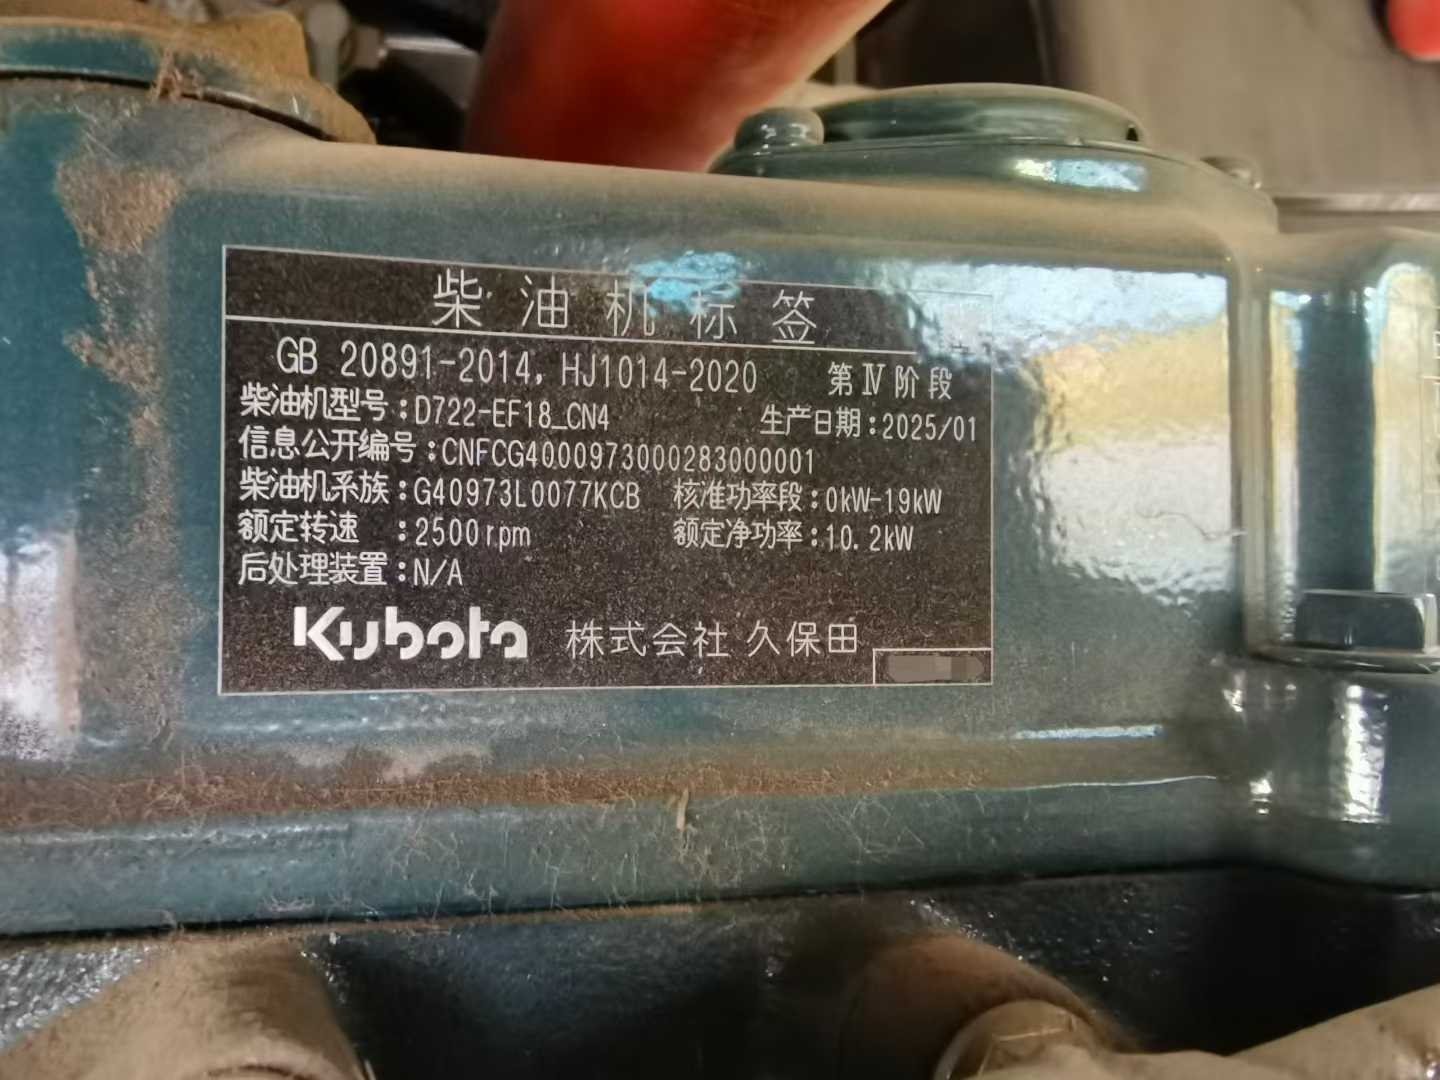 柴油机标签
GB 20891-2014, HJ1014-2020 第Ⅳ阶段
柴油机型号:D722-EF18_CN4 生产日期:2025/01
信息公开编号:CNFCG4000973000283000001
柴油机系族:G40973L0077KCB 核准功率段:0kW-19kW
额定转速 :2500rpm 额定净功率:10.2kW
后处理装置:N/A
Kubota 株式会社 久保田